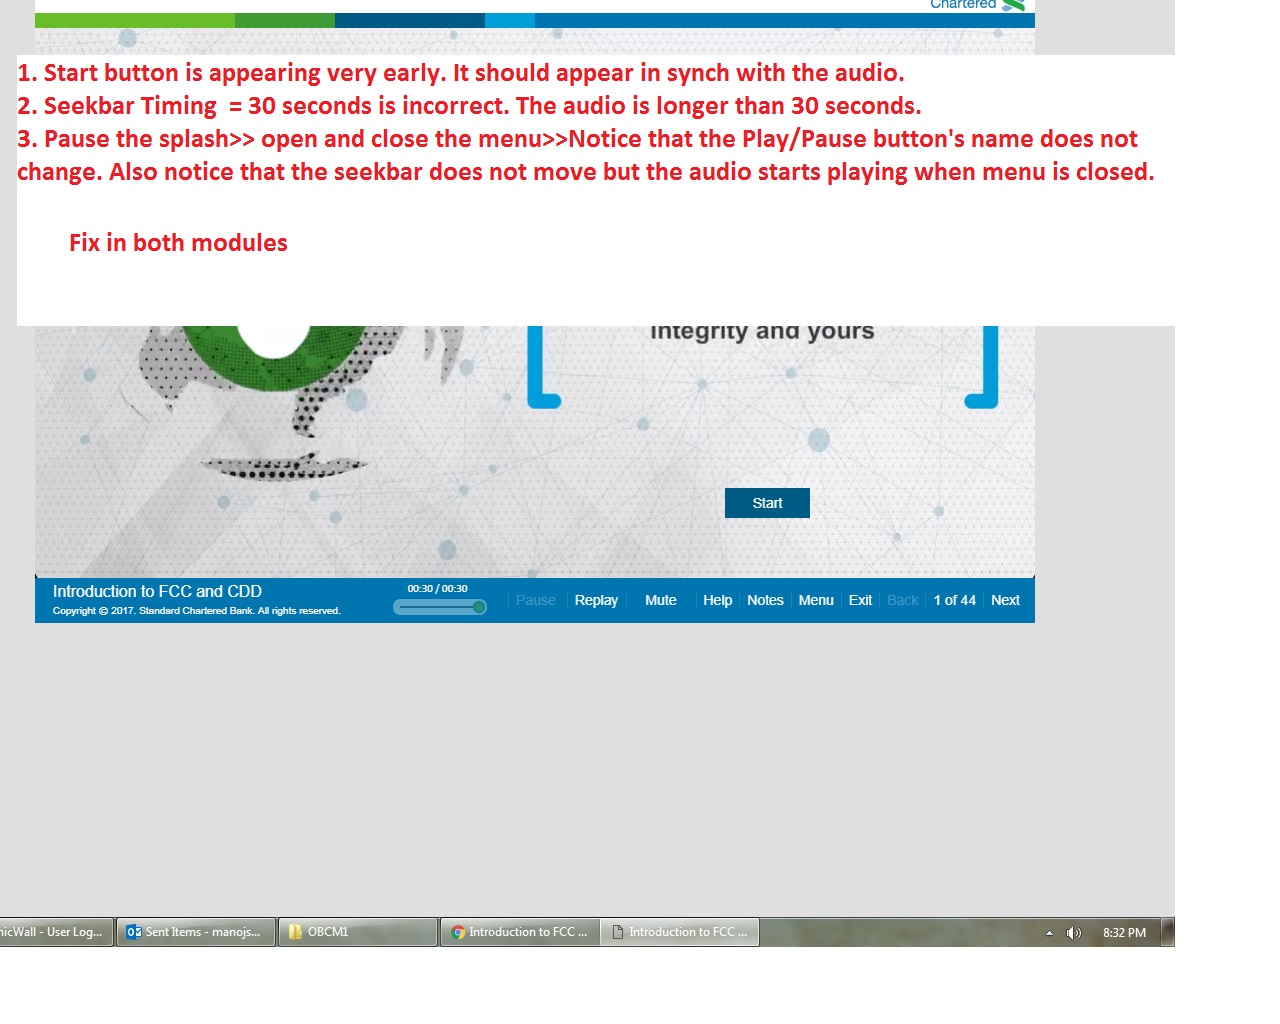 Chartered
1. Start button is appearing very early. It should appear in synch with the audio.
2. Seekbar Timing  = 30 seconds is incorrect. The audio is longer than 30 seconds.
3. Pause the splash>> open and close the menu>>Notice that the Play/Pause button's name does not
change. Also notice that the seekbar does not move but the audio starts playing when menu is closed.
Fix in both modules
integrity and yours
Start
Introduction to FCC and CDD
Copyright © 2017. Standard Chartered Bank. All rights reserved.
00:30 / 00:30
Pause Replay Mute Help Notes Menu Exit Back 1 of 44 Next
nicWall - User Log... Sent Items - manojs... OBCM1 Introduction to FCC ... Introduction to FCC ... 8:32 PM